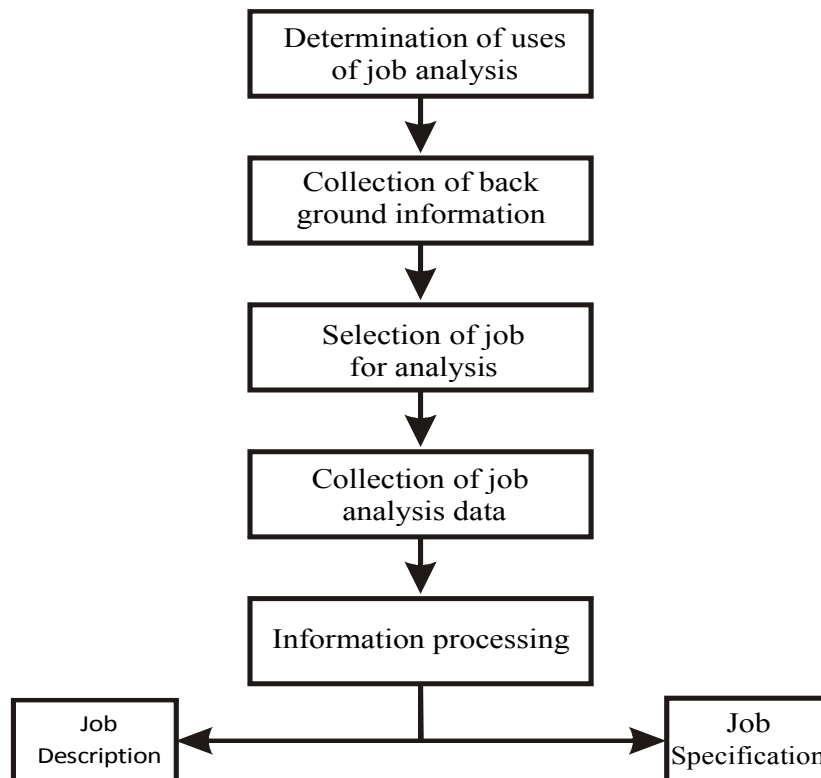 Determination of uses
of job analysis
Collection of back
ground information
Selection of job
for analysis
Collection of job
analysis data
Information processing
Job
Description
Job
Specification